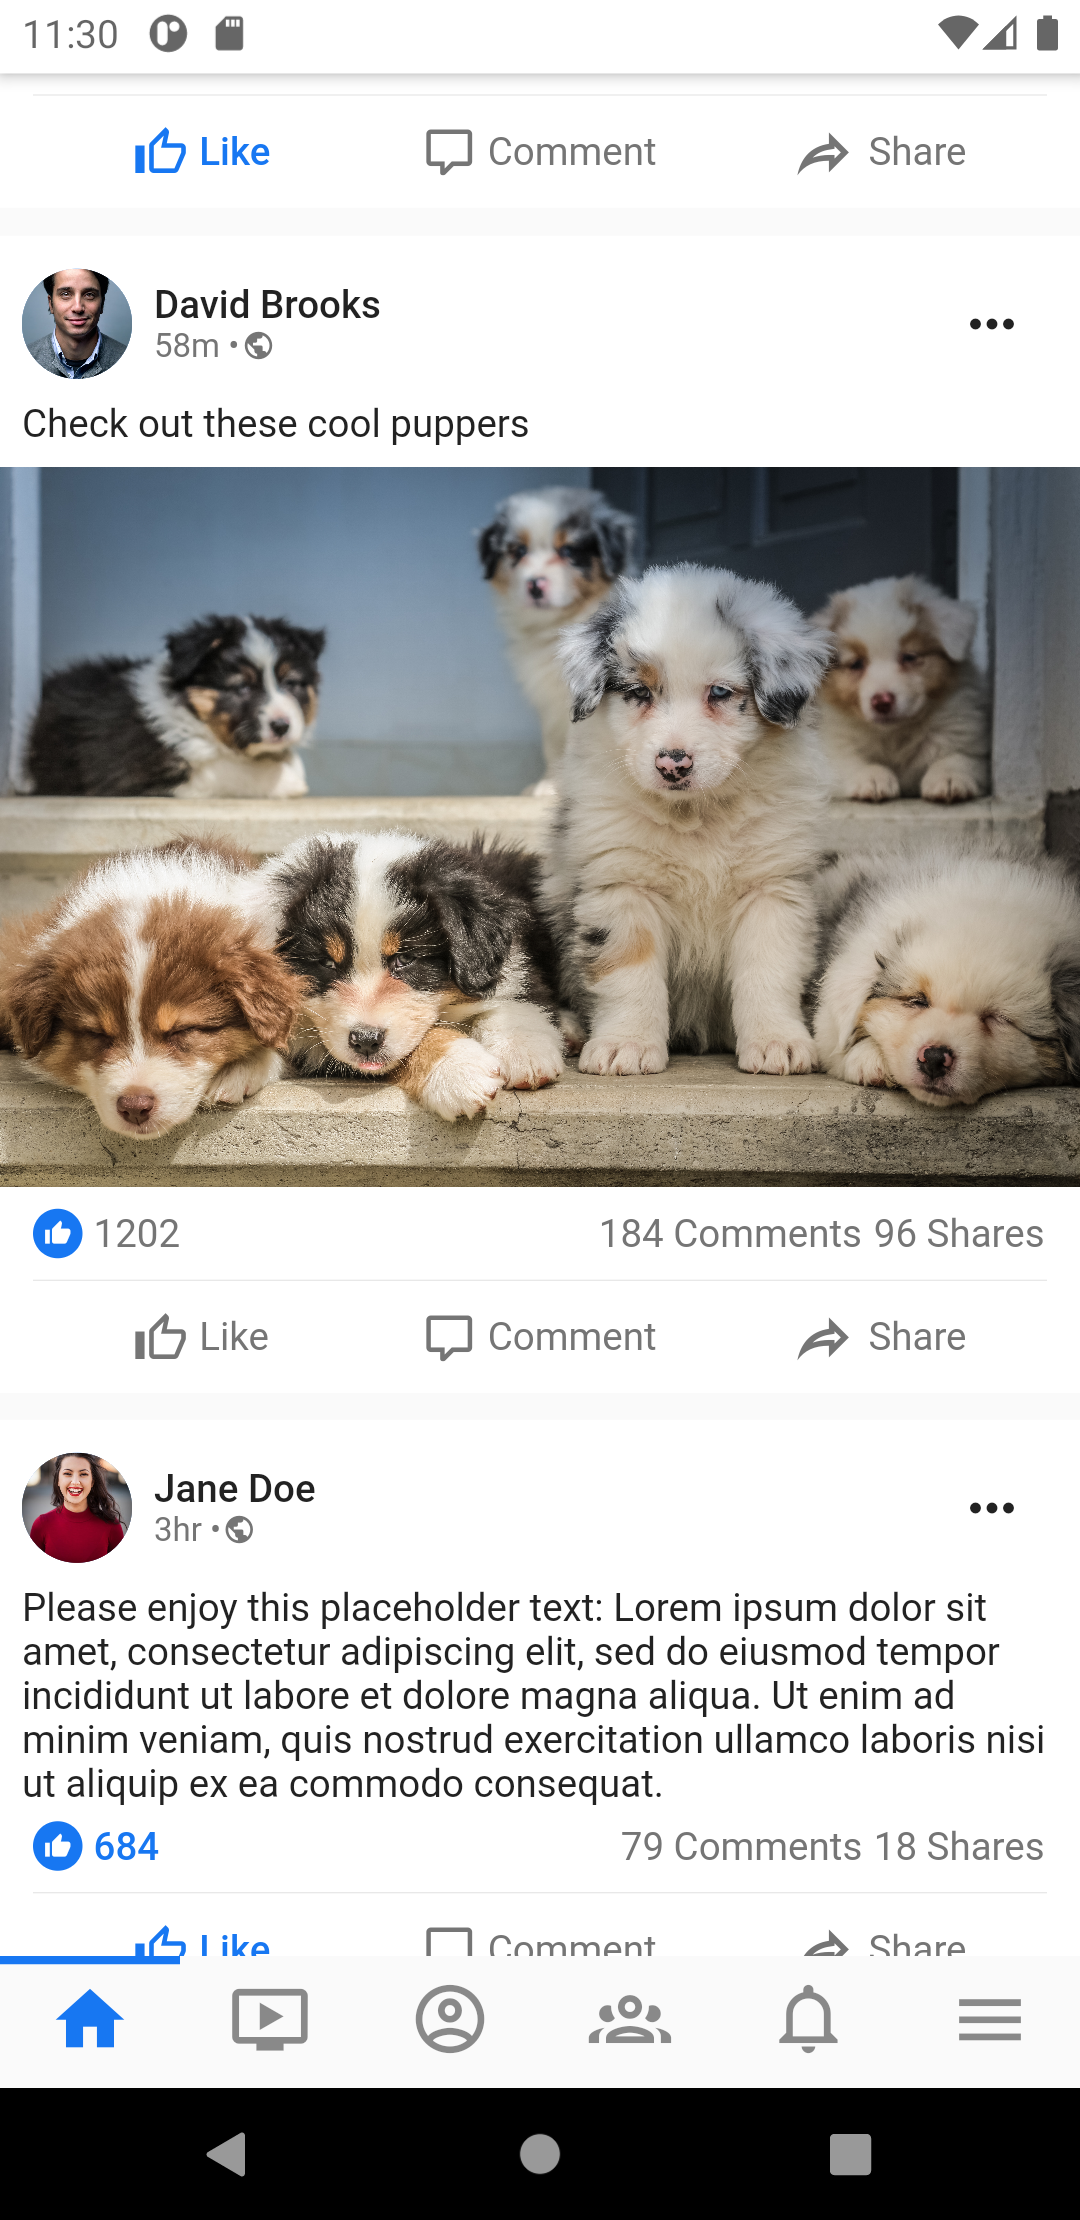 11:30
Like Comment Share
David Brooks
58m •
Check out these cool puppers
1202 184 Comments 96 Shares
Like Comment Share
Jane Doe
3hr •
Please enjoy this placeholder text: Lorem ipsum dolor sit
amet, consectetur adipiscing elit, sed do eiusmod tempor
incididunt ut labore et dolore magna aliqua. Ut enim ad
minim veniam, quis nostrud exercitation ullamco laboris nisi
ut aliquip ex ea commodo consequat.
684 79 Comments 18 Shares
Like Comment Share